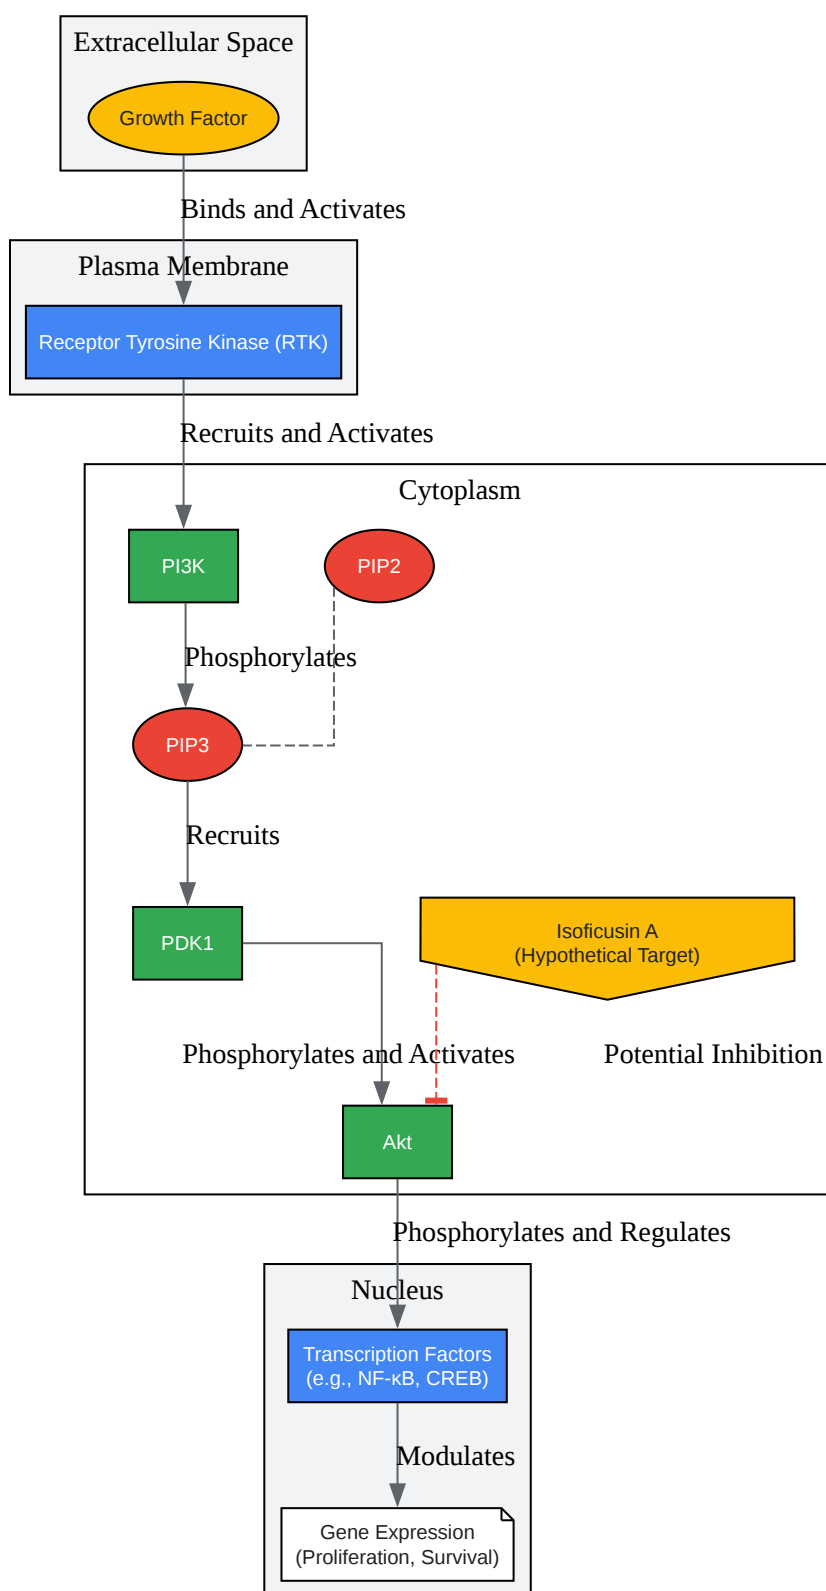 Extracellular Space
Growth Factor
Binds and Activates
Plasma Membrane
Receptor Tyrosine Kinase (RTK)
Recruits and Activates
Cytoplasm
PI3K
PIP2
Phosphorylates
PIP3
Recruits
PDK1
Isoficusin A
(Hypothetical Target)
Phosphorylates and Activates
Potential Inhibition
Akt
Phosphorylates and Regulates
Nucleus
Transcription Factors
(e.g., NF-κB, CREB)
Modulates
Gene Expression
(Proliferation, Survival)